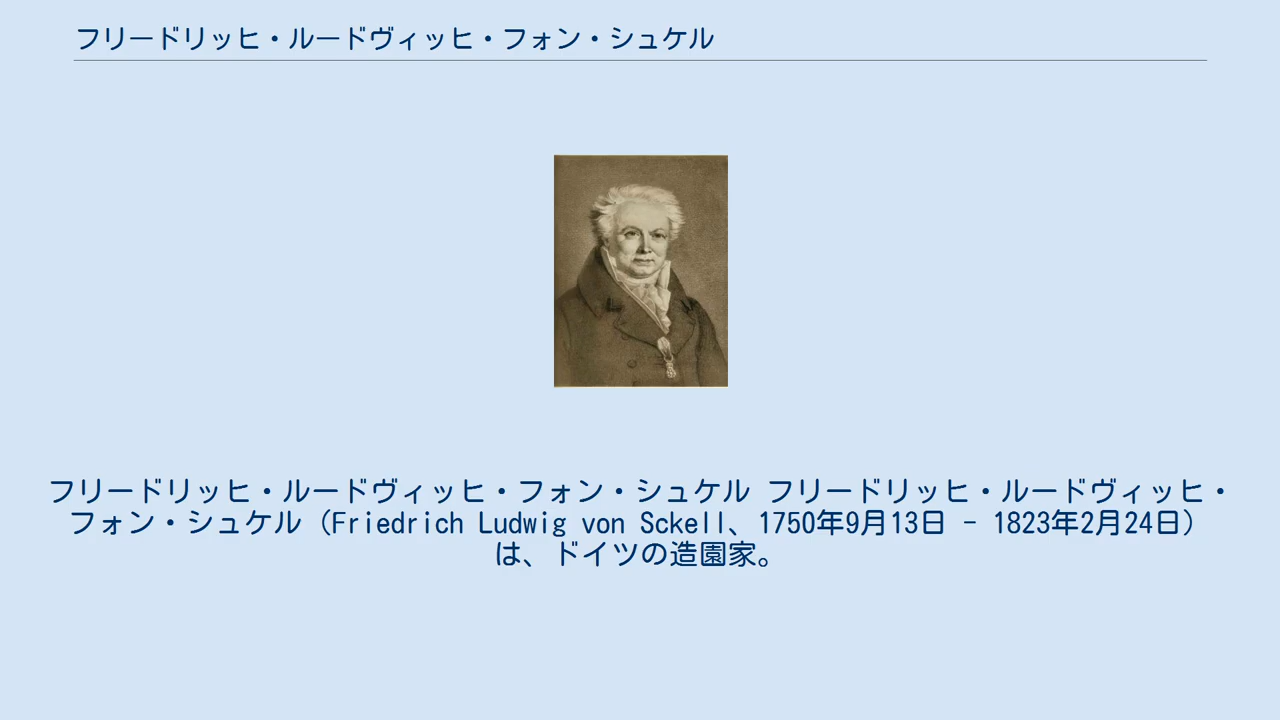 フリードリッヒ・ルードヴィッヒ・フォン・シュケル
フリードリッヒ・ルードヴィッヒ・フォン・シュケル フリードリッヒ・ルードヴィッヒ・
フォン・シュケル（Friedrich Ludwig von Sckell、1750年9月13日 - 1823年2月24日）
は、ドイツの造園家。